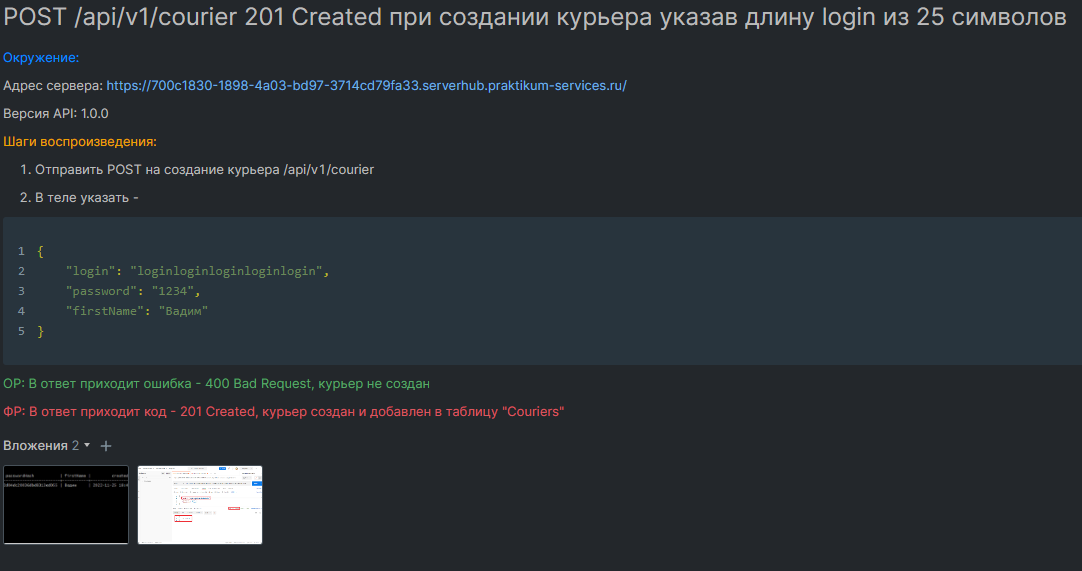 POST /api/v1/courier 201 Created при создании курьера указав длину login из 25 символов
Окружение:
Адрес сервера: https://700c1830-1898-4a03-bd97-3714cd79fa33.serverhub.praktikum-services.ru/
Версия API: 1.0.0
Шаги воспроизведения:
1. Отправить POST на создание курьера /api/v1/courier
2. В теле указать -
1 {
2 "login": "loginloginloginloginlogin",
3 "password": "1234",
4 "firstName": "Вадим"
5 }
ОР: В ответ приходит ошибка - 400 Bad Request, курьер не создан
ФР: В ответ приходит код - 201 Created, курьер создан и добавлен в таблицу "Couriers"
Вложения 2